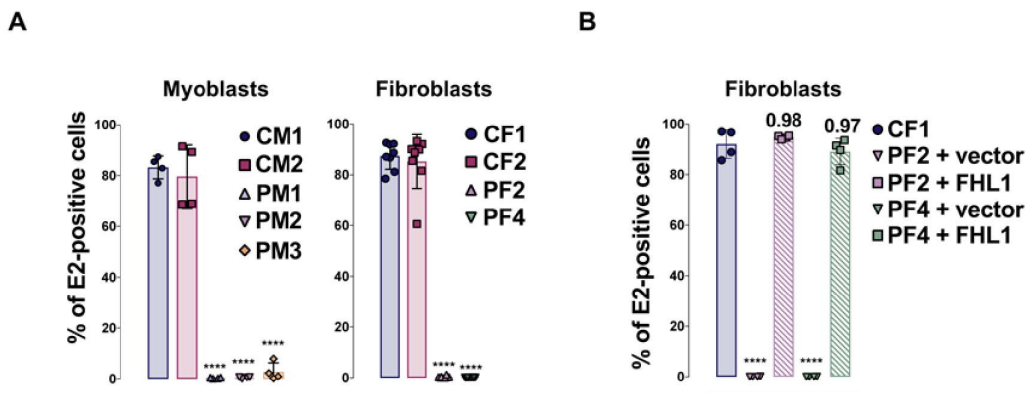 A
B
Myoblasts
Fibroblasts
Fibroblasts
% of E2-positive cells
100
80
60
40
20
0
CM1
CM2
PM1
PM2
PM3
****
****
****
100
80
60
40
20
0
CF1
CF2
PF2
PF4
****
****
% of E2-positive cells
100
80
60
40
20
0
0.98
0.97
****
****
CF1
PF2 + vector
PF2 + FHL1
PF4 + vector
PF4 + FHL1